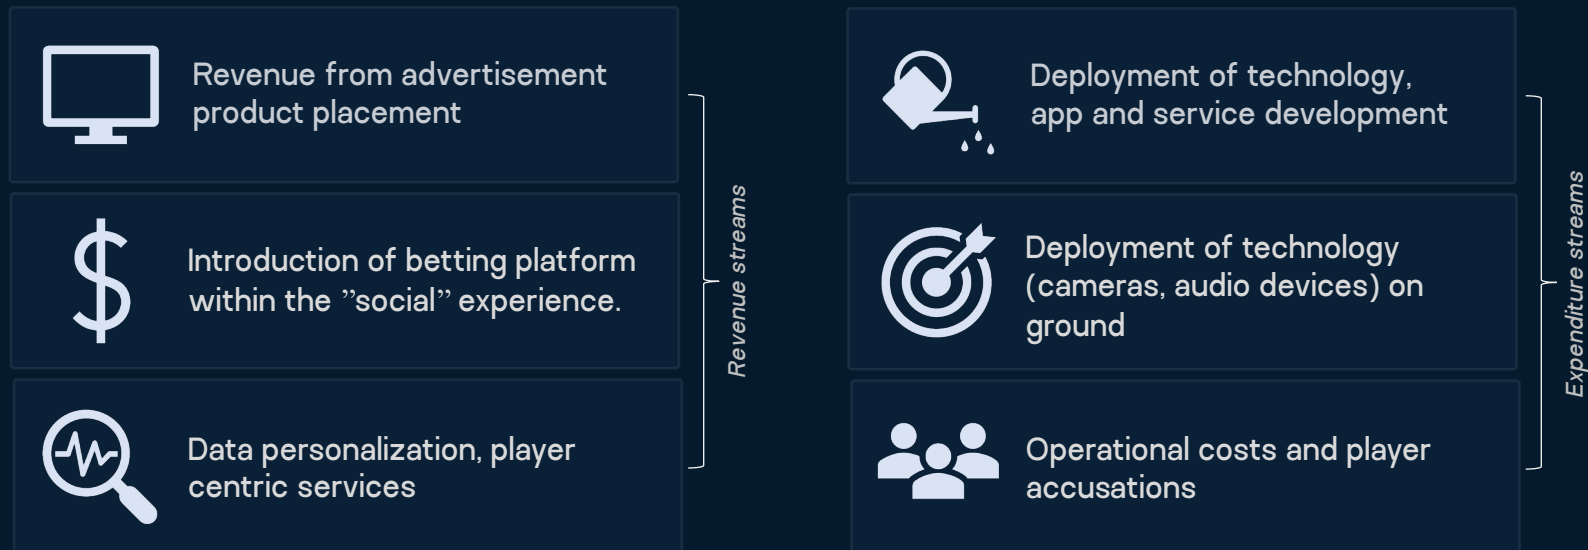 Revenue from advertisement
product placement
Introduction of betting platform
within the ”social” experience.
Data personalization, player
centric services
Revenue streams
Deployment of technology,
app and service development
Deployment of technology
(cameras, audio devices) on
ground
Operational costs and player
accusations
Expenditure streams